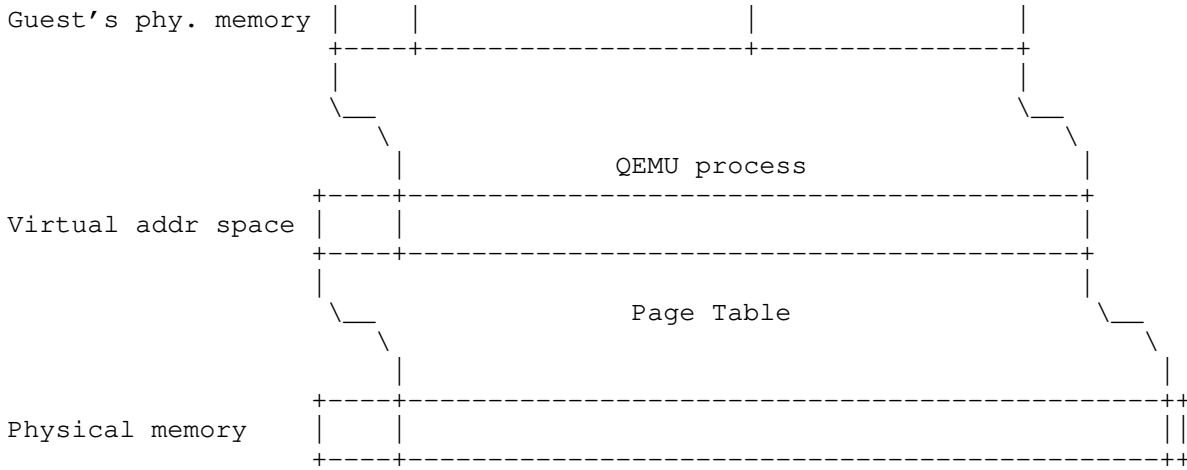 Guest's phy. memory
QEMU process
Virtual addr space
Page Table
Physical memory